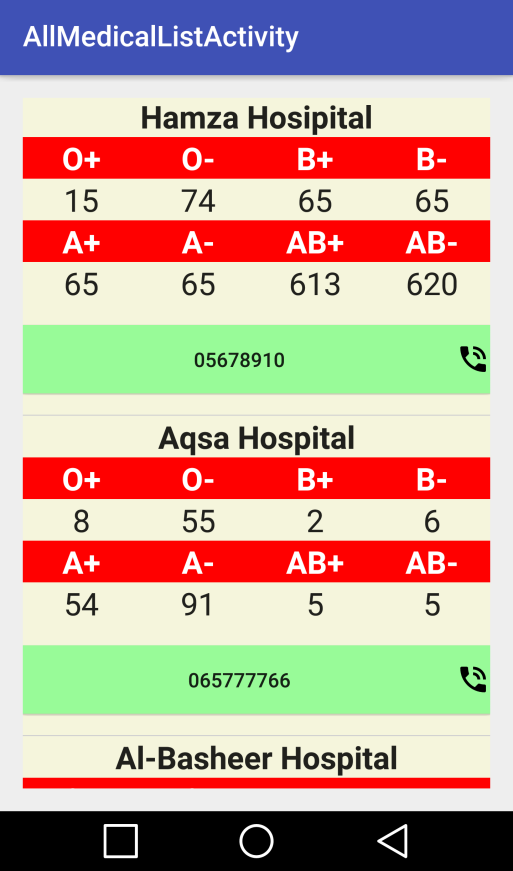 AllMedicalListActivity
Hamza Hosipital
O+ O- B+ B-
15 74 65 65
A+ A- AB+ AB-
65 65 613 620
05678910
Aqsa Hospital
O+ O- B+ B-
8 55 2 6
A+ A- AB+ AB-
54 91 5 5
065777766
Al-Basheer Hospital